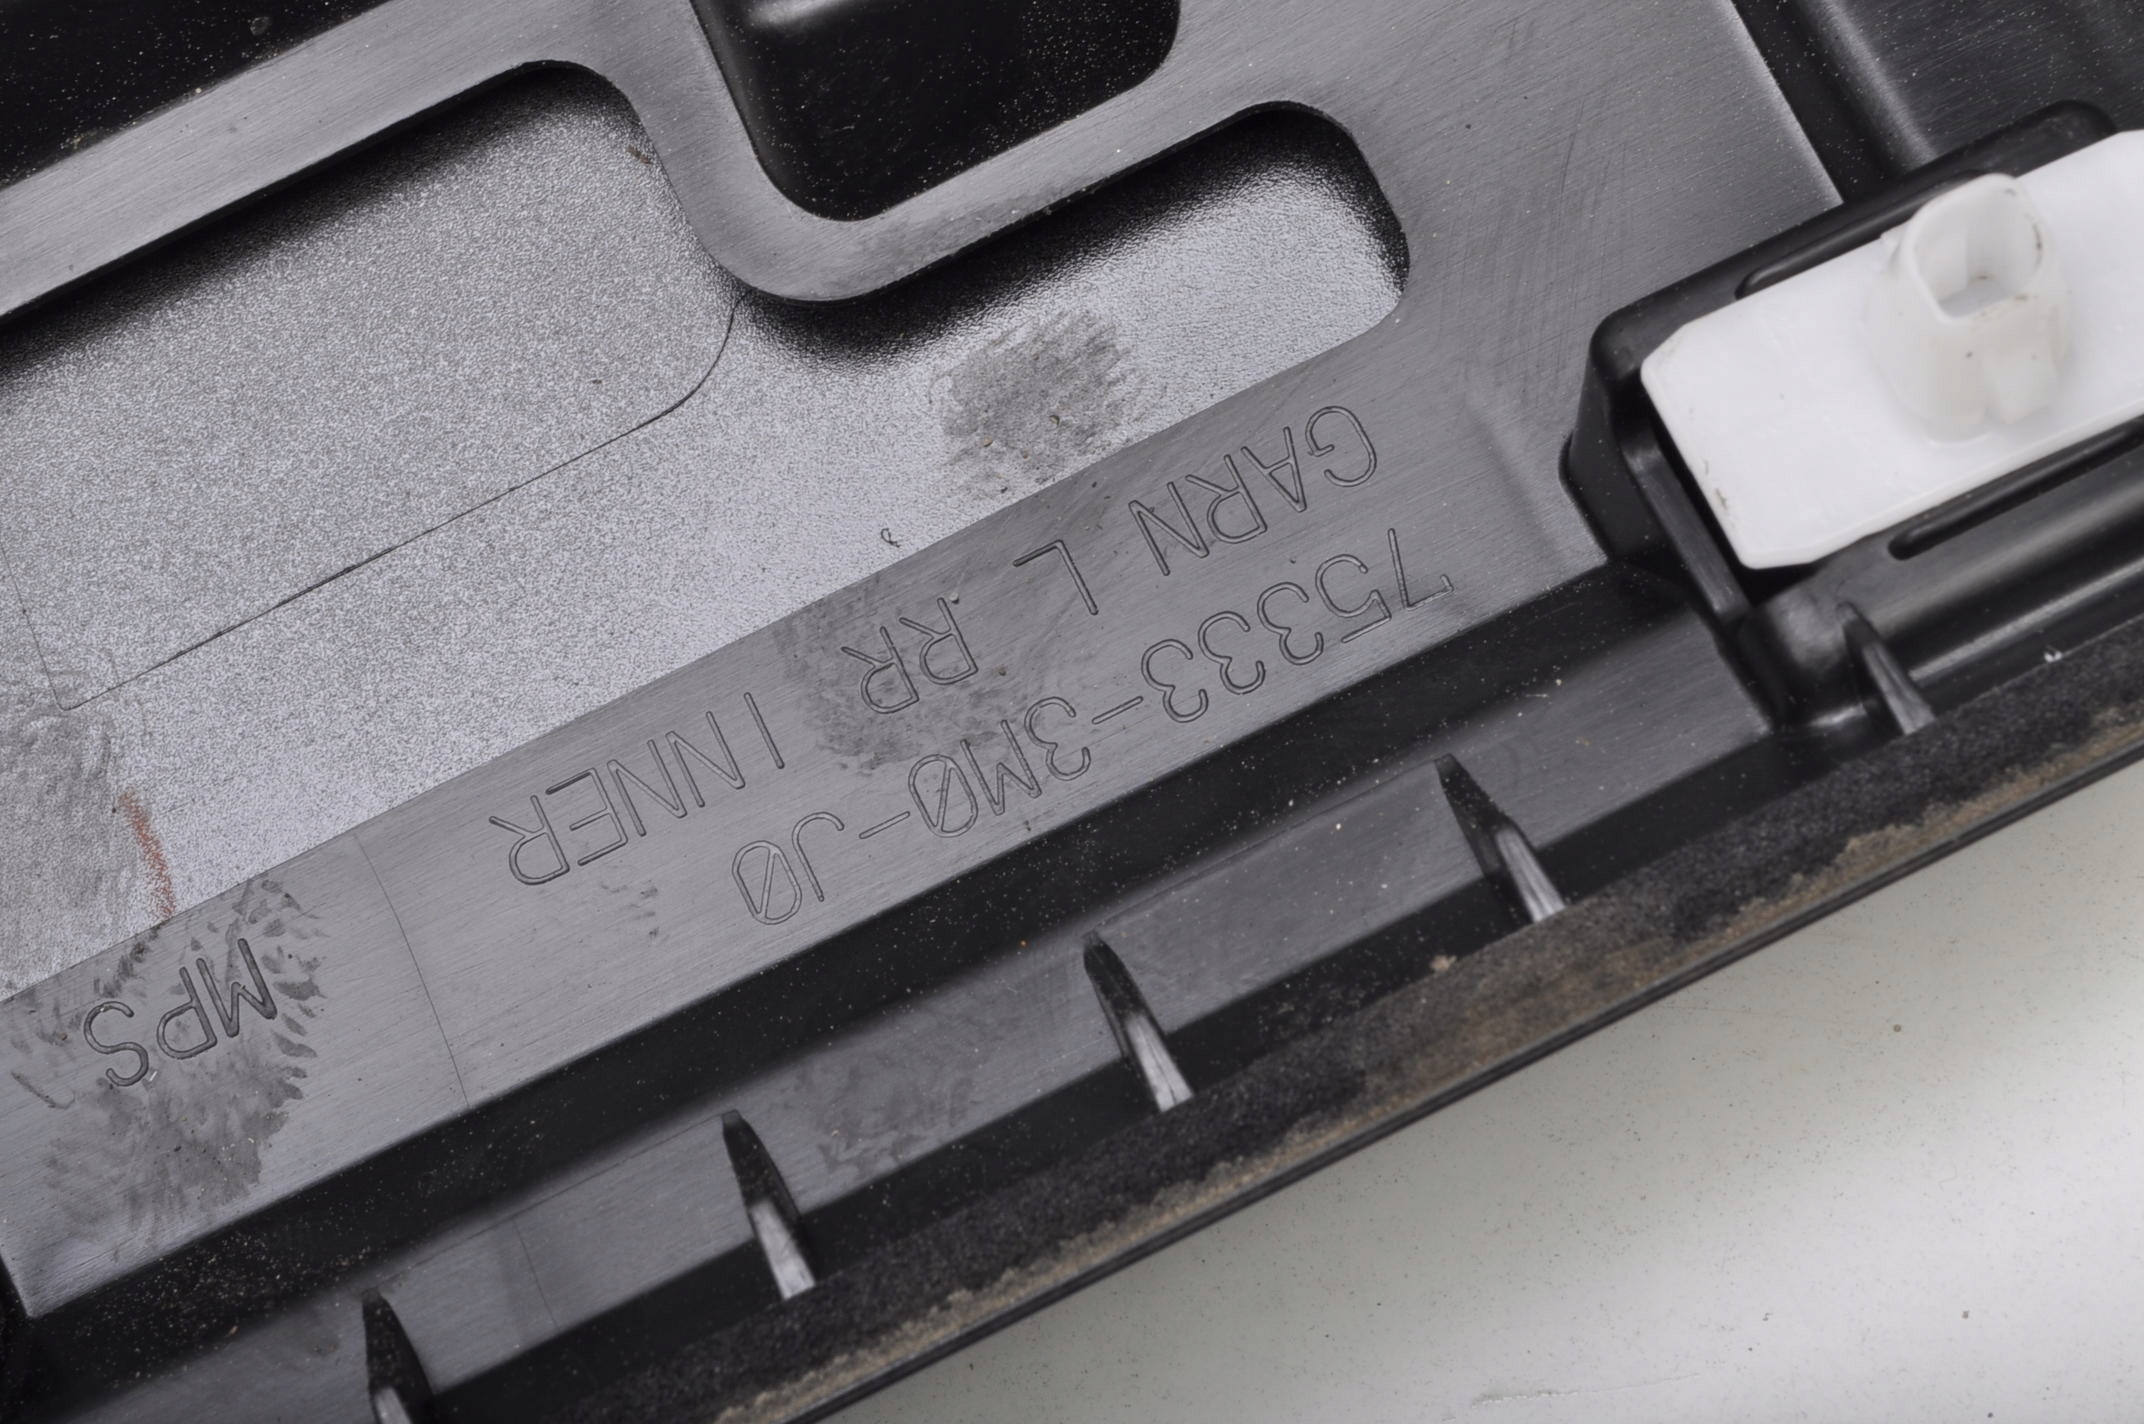 75333-3M0-J0
GARN L RR INNER
MPS